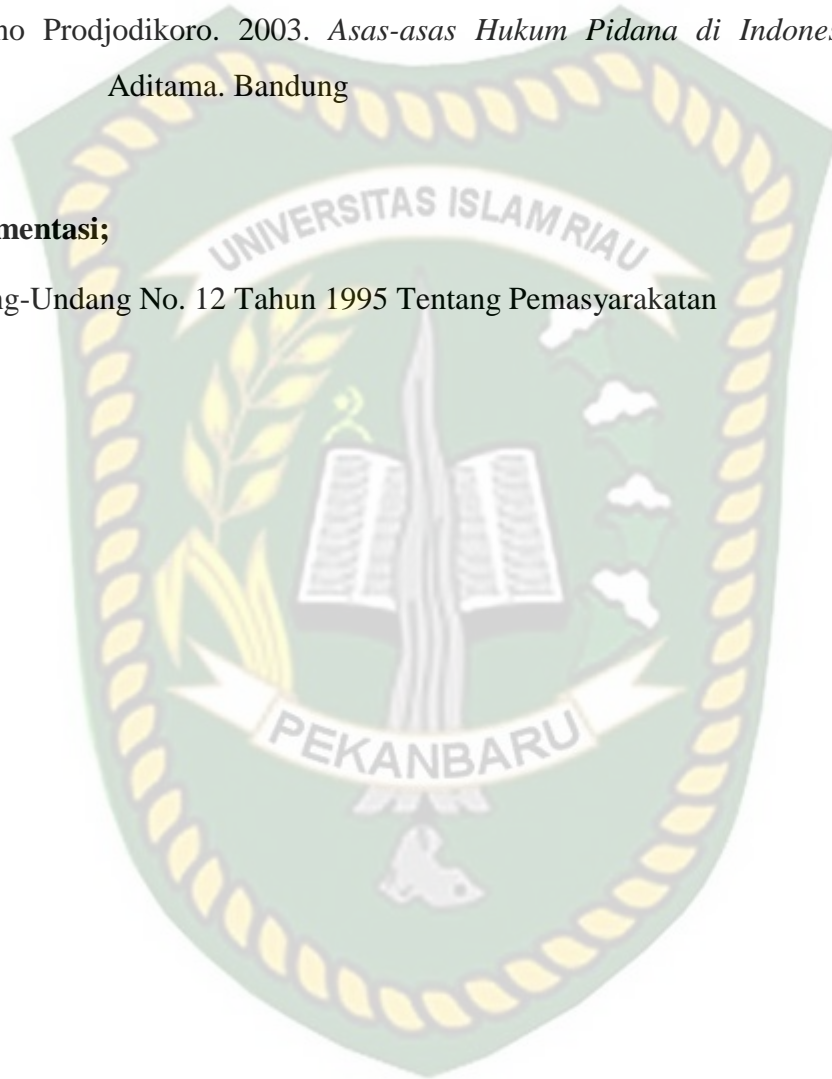 no Prodjodikoro. 2003. Asas-asas Hukum Pidana di Indones
Aditama. Bandung
UNIVERSITAS ISLAM RIAU
mentasi;
ng-Undang No. 12 Tahun 1995 Tentang Pemasyarakatan
PEKANBARU